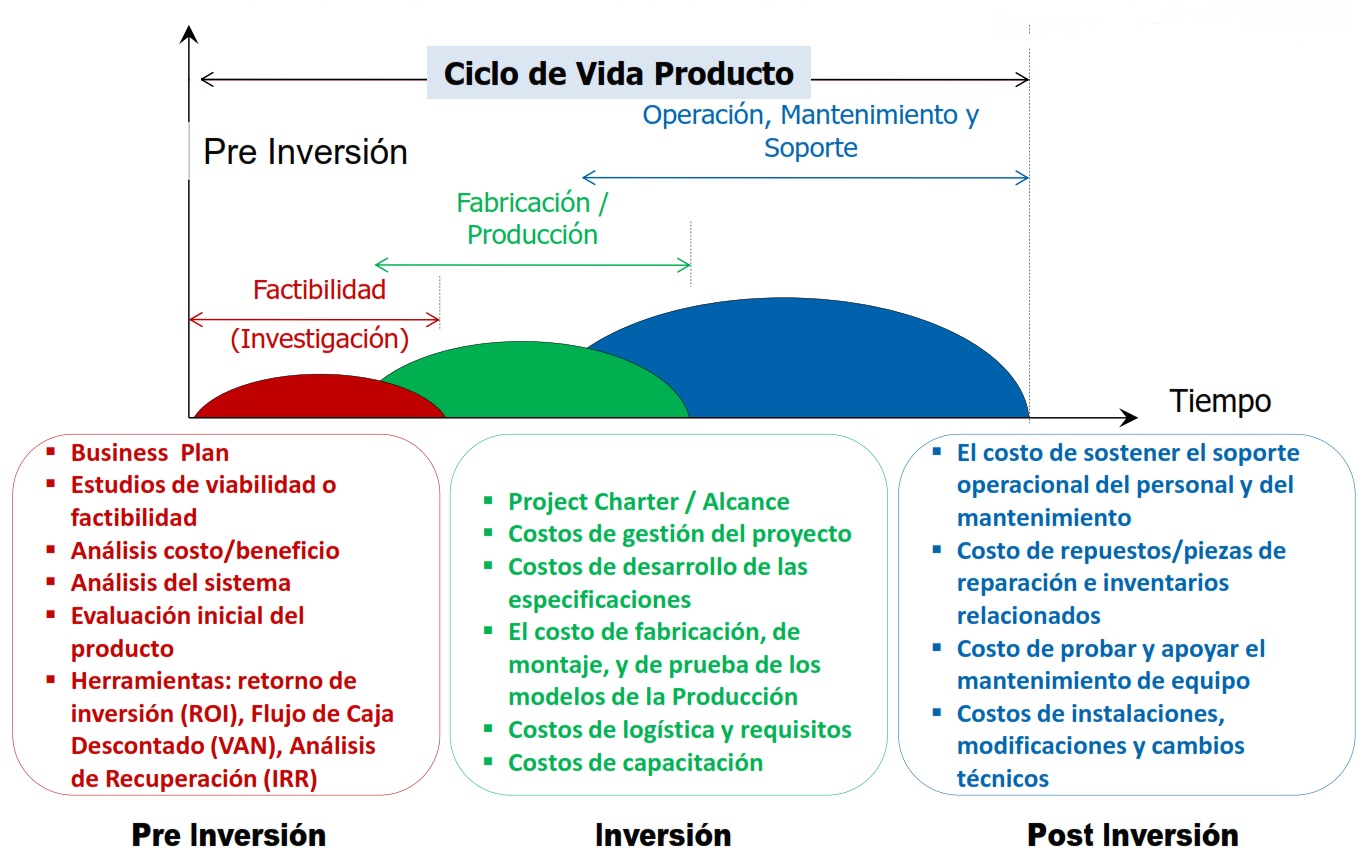 Ciclo de Vida Producto
Operación, Mantenimiento y
Soporte
Pre Inversión
Fabricación /
Producción
Factibilidad
(Investigación)
Tiempo
▪ Business Plan
▪ Estudios de viabilidad o
factibilidad
▪ Análisis costo/beneficio
▪ Análisis del sistema
▪ Evaluación inicial del
producto
▪ Herramientas: retorno de
inversión (ROI), Flujo de Caja
Descontado (VAN), Análisis
de Recuperación (IRR)
▪ Project Charter / Alcance
▪ Costos de gestión del proyecto
▪ Costos de desarrollo de las
especificaciones
▪ El costo de fabricación, de
montaje, y de prueba de los
modelos de la Producción
▪ Costos de logística y requisitos
▪ Costos de capacitación
▪ El costo de sostener el soporte
operacional del personal y del
mantenimiento
▪ Costo de repuestos/piezas de
reparación e inventarios
relacionados
▪ Costo de probar y apoyar el
mantenimiento de equipo
▪ Costos de instalaciones,
modificaciones y cambios
técnicos
Pre Inversión
Inversión
Post Inversión